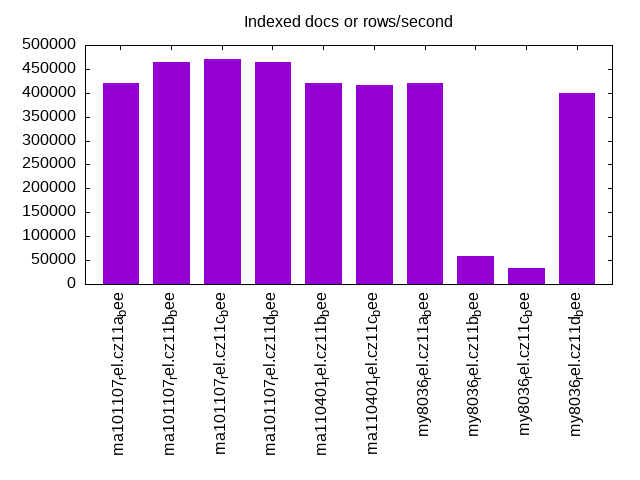 Indexed docs or rows/second
500000
450000
400000
350000
300000
250000
200000
150000
100000
50000
0
ma101107rel.cz11abee
ma101107rel.cz11bbee
ma101107rel.cz11cbee
ma101107rel.cz11dbee
ma110401rel.cz11bbee
ma110401rel.cz11cbee
my8036rel.cz11abee
my8036rel.cz11bbee
my8036rel.cz11cbee
my8036rel.cz11dbee